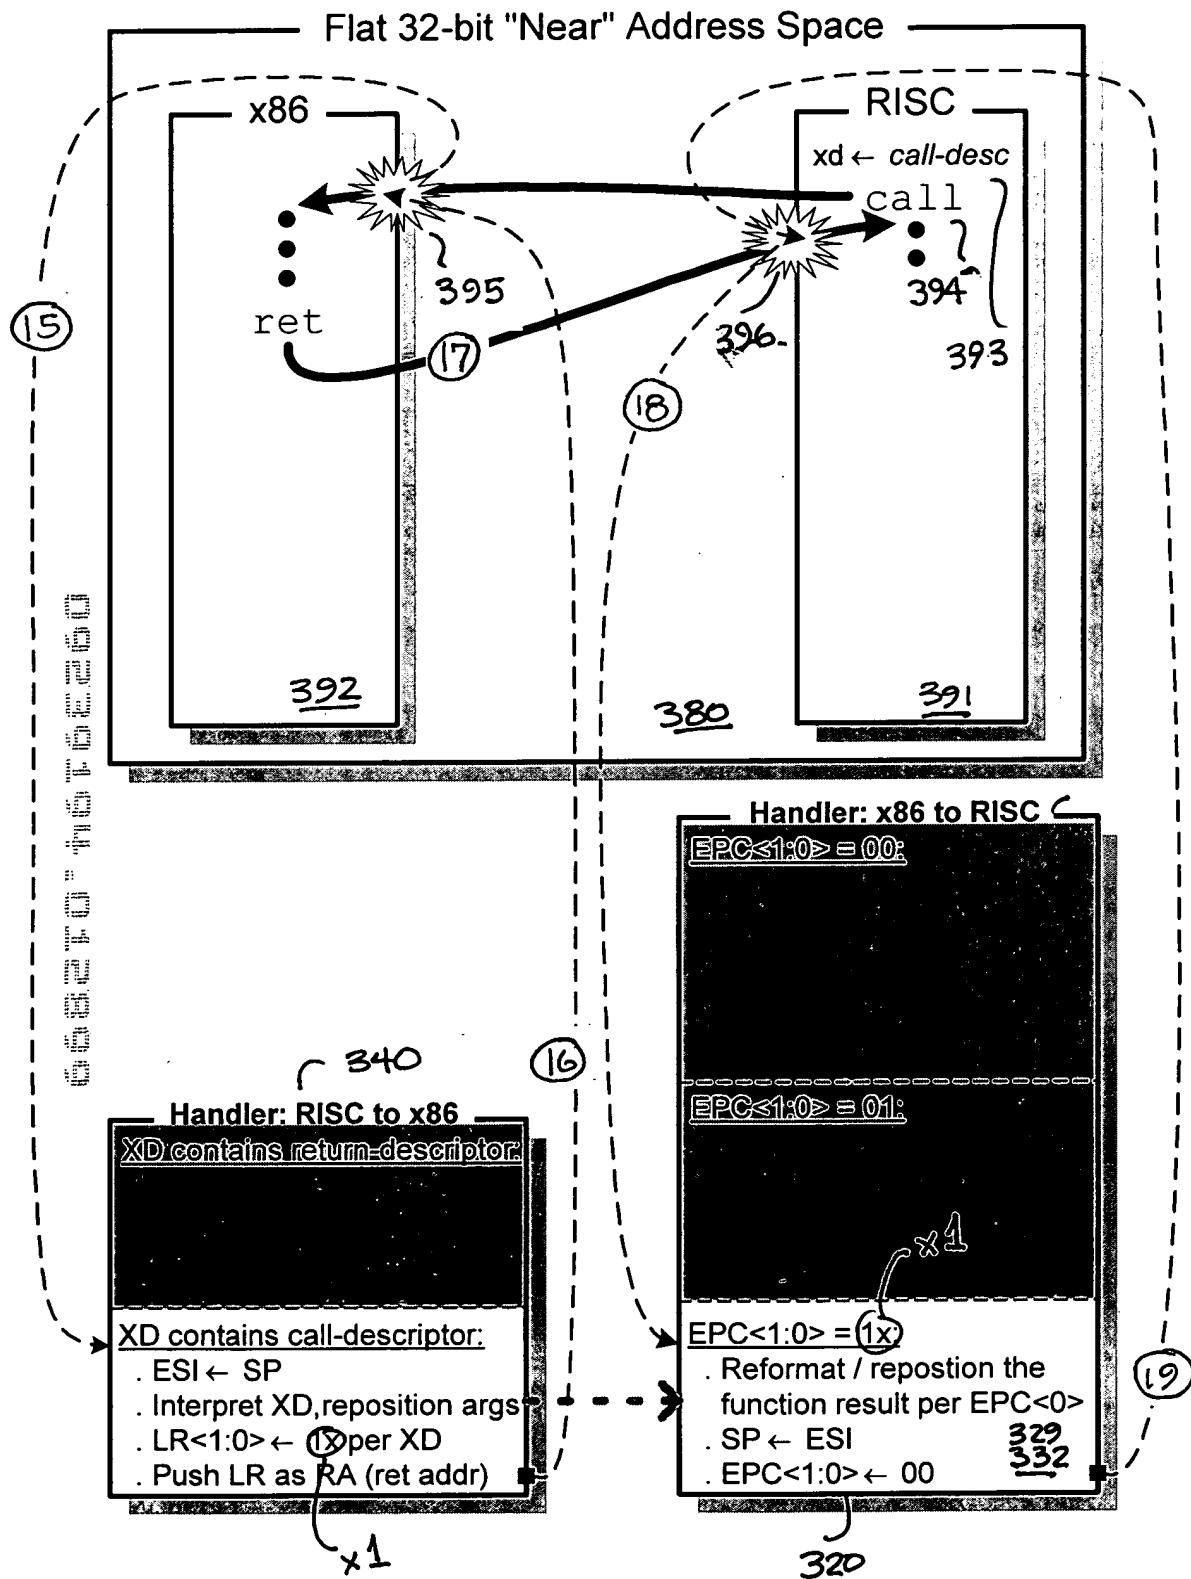 Flat 32-bit "Near" Address Space
x86
RISC
xd ← call-desc
call
395
394
ret
15
17
396
393
18
392
380
391
09239194.012899
Handler: x86 to RISC
EPC<1:0> = 00:
340
16
EPC<1:0> = 01:
Handler: RISC to x86
XD contains return-descriptor:
x1
XD contains call-descriptor:
. ESI ← SP
. Interpret XD, reposition args
. LR<1:0> ← 1x per XD
. Push LR as RA (ret addr)
EPC<1:0> = 1x:
. Reformat / repostion the
function result per EPC<0>
. SP ← ESI
. EPC<1:0> ← 00
329
332
19
x1
320